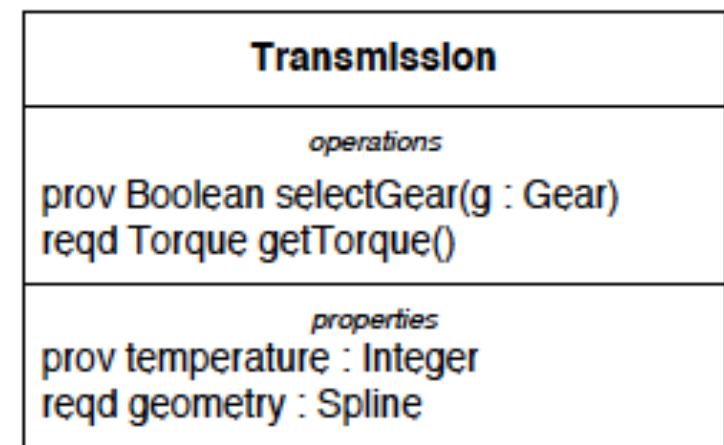 Transmission
operations
prov Boolean selectGear(g : Gear)
reqd Torque getTorque()
properties
prov temperature : Integer
reqd geometry : Spline